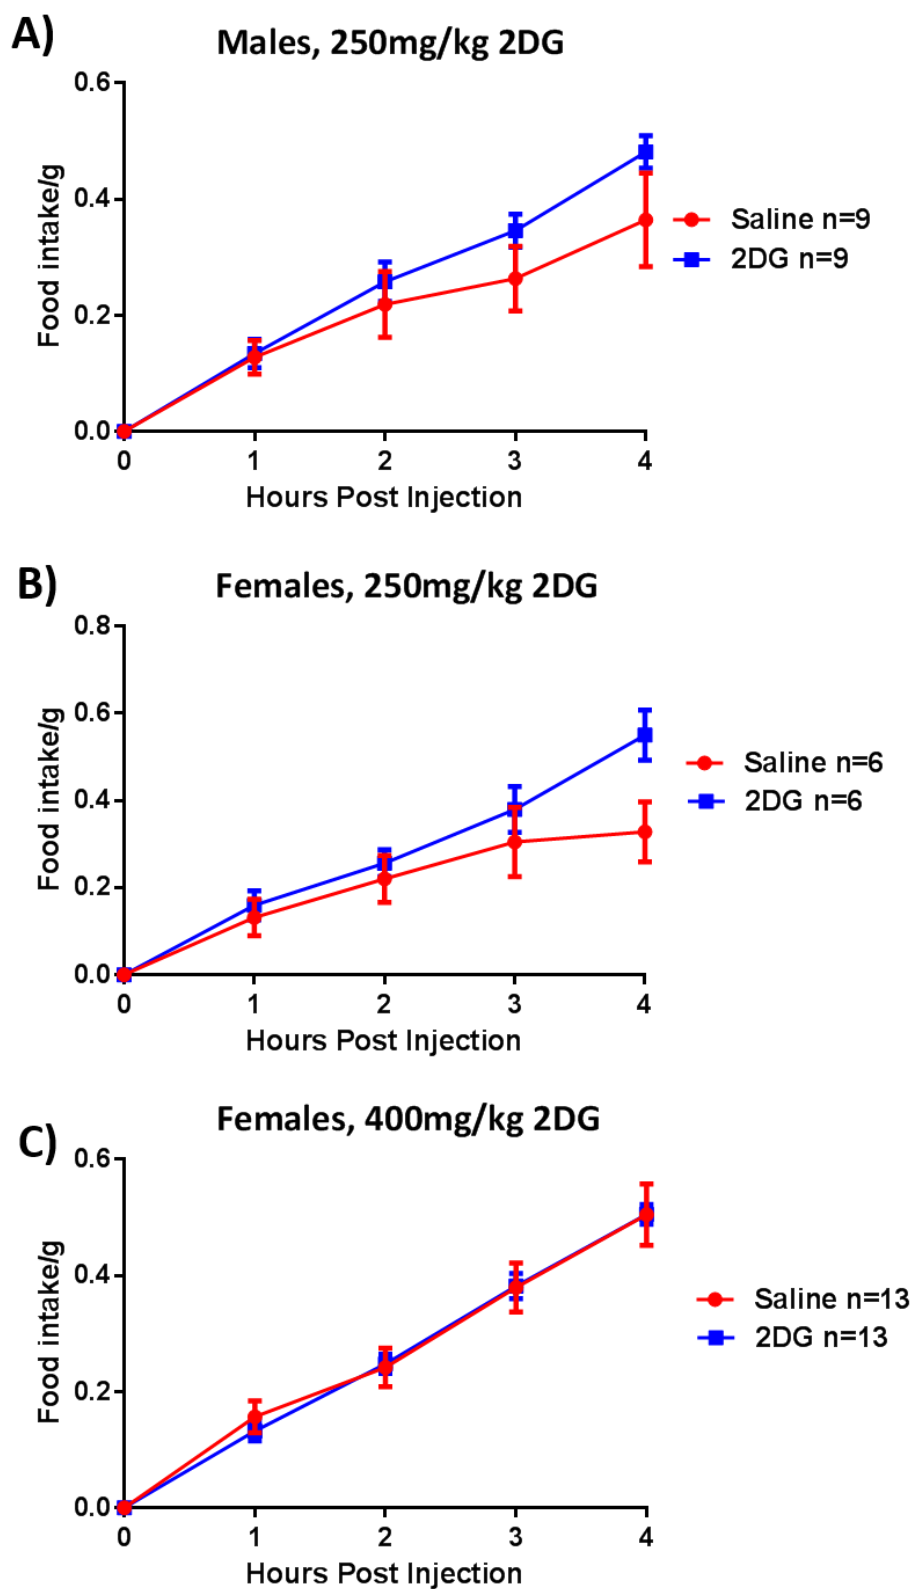 A)
Males, 250mg/kg 2DG
0.6
0.4
0.2
0.0
Food intake/g
0 1 2 3 4
Hours Post Injection
Saline n=9
2DG n=9
B)
Females, 250mg/kg 2DG
0.8
0.6
0.4
0.2
0.0
Food intake/g
0 1 2 3 4
Hours Post Injection
Saline n=6
2DG n=6
C)
Females, 400mg/kg 2DG
0.6
0.4
0.2
0.0
Food intake/g
0 1 2 3 4
Hours Post Injection
Saline n=13
2DG n=13